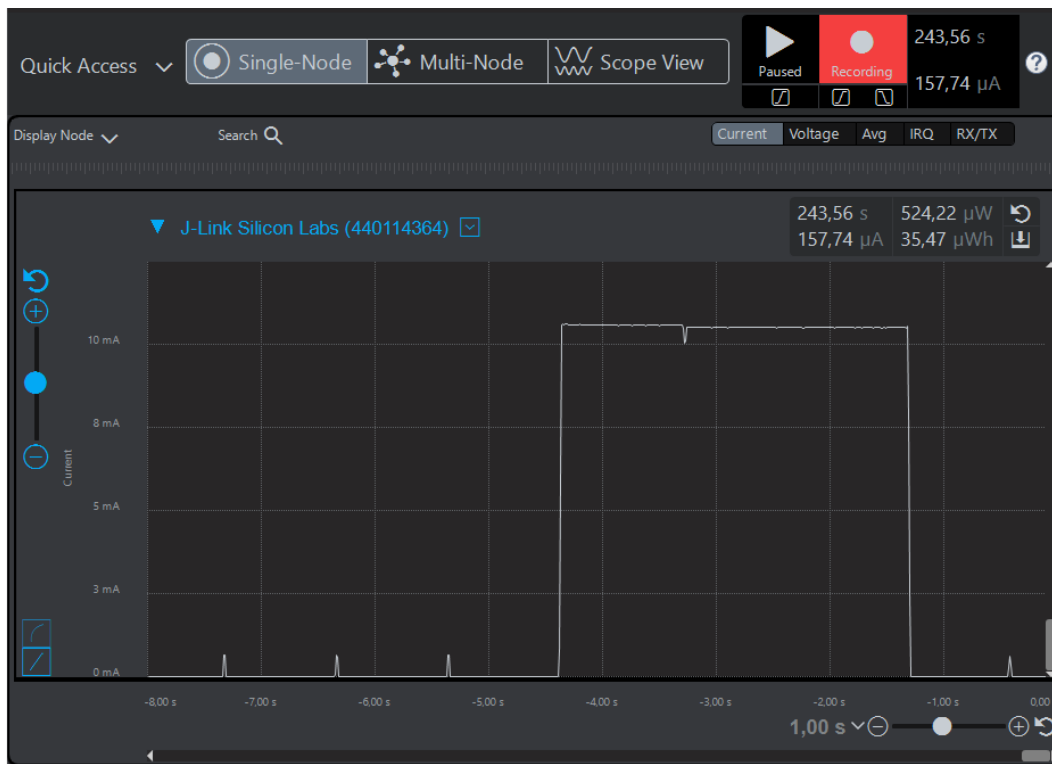 Quick Access
Single-Node
Multi-Node
Scope View
Paused
Recording
243,56 s
157,74 µA
?
Display Node
Search
Current
Voltage
Avg
IRQ
RX/TX
J-Link Silicon Labs (440114364)
243,56 s
524,22 µW
157,74 µA
35,47 µWh
10 mA
8 mA
5 mA
3 mA
0 mA
Current
-8,00 s
-7,00 s
-6,00 s
-5,00 s
-4,00 s
-3,00 s
-2,00 s
-1,00 s
0,00
1,00 s